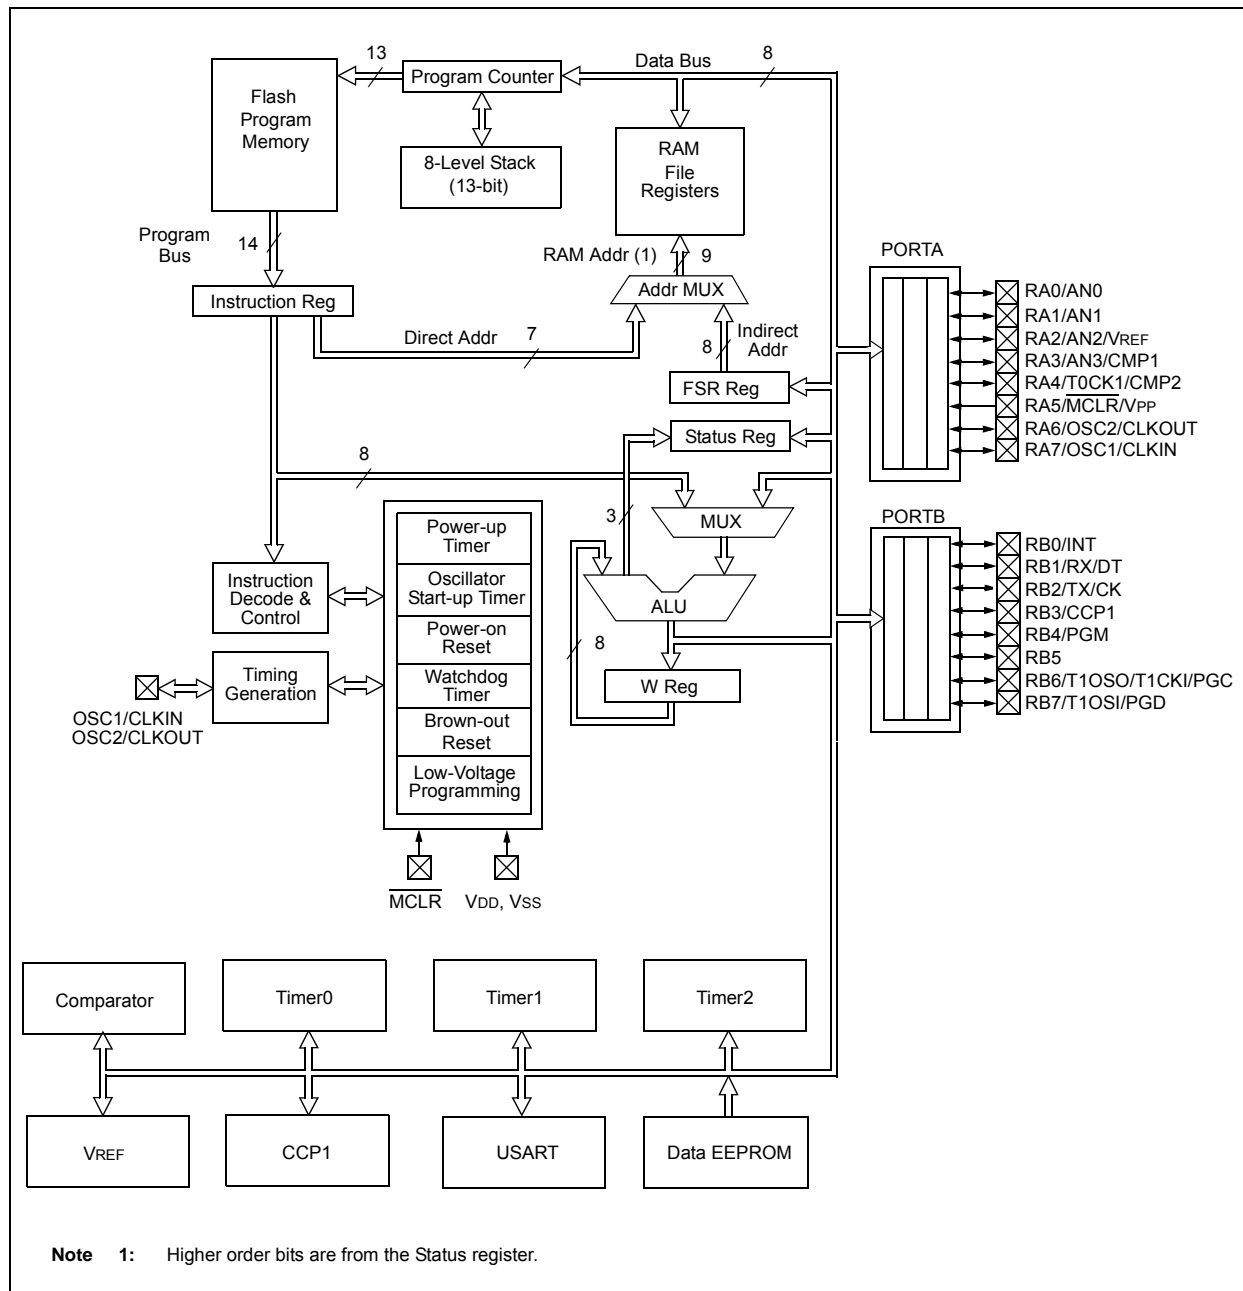 13
Program Counter
Data Bus
8
Flash
Program
Memory
8-Level Stack
(13-bit)
RAM
File
Registers
Program
Bus
14
RAM Addr (1)
9
Addr MUX
Instruction Reg
Direct Addr
7
Indirect
Addr
8
FSR Reg
Status Reg
8
3
MUX
ALU
8
W Reg
Power-up
Timer
Oscillator
Start-up Timer
Power-on
Reset
Watchdog
Timer
Brown-out
Reset
Low-Voltage
Programming
Instruction
Decode &
Control
Timing
Generation
OSC1/CLKIN
OSC2/CLKOUT
MCLR
VDD, VSS
PORTA
RA0/AN0
RA1/AN1
RA2/AN2/VREF
RA3/AN3/CMP1
RA4/T0CK1/CMP2
RA5/MCLR/VPP
RA6/OSC2/CLKOUT
RA7/OSC1/CLKIN
PORTB
RB0/INT
RB1/RX/DT
RB2/TX/CK
RB3/CCP1
RB4/PGM
RB5
RB6/T1OSO/T1CKI/PGC
RB7/T1OSI/PGD
Comparator
Timer0
Timer1
Timer2
VREF
CCP1
USART
Data EEPROM
Note 1: Higher order bits are from the Status register.